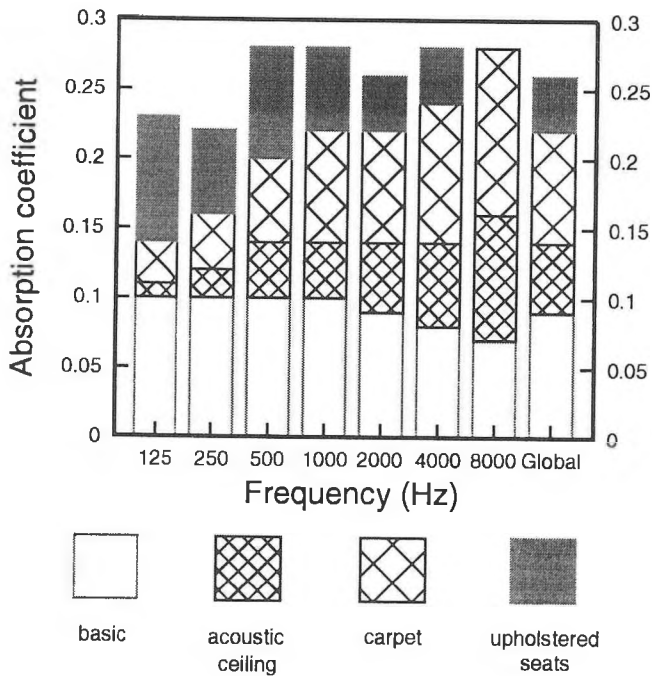 0.3
0.25
0.2
0.15
0.1
0.05
0
Absorption coefficient
0.3
0.25
0.2
0.15
0.1
0.05
0
125 250 500 1000 2000 4000 8000 Global
Frequency (Hz)
basic
acoustic
ceiling
carpet
upholstered
seats